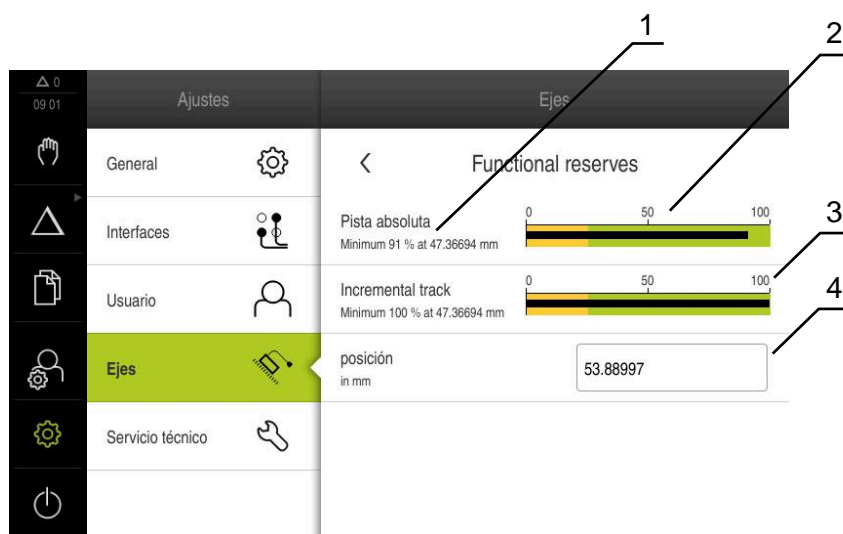 1
2
3
4
0
09 01
Ajustes
Ejes
General
Interfaces
Usuario
Ejes
Servicio técnico
Functional reserves
Pista absoluta
Minimum 91 % at 47.36694 mm
0 50 100
Incremental track
Minimum 100 % at 47.36694 mm
0 50 100
posición
in mm
53.88997